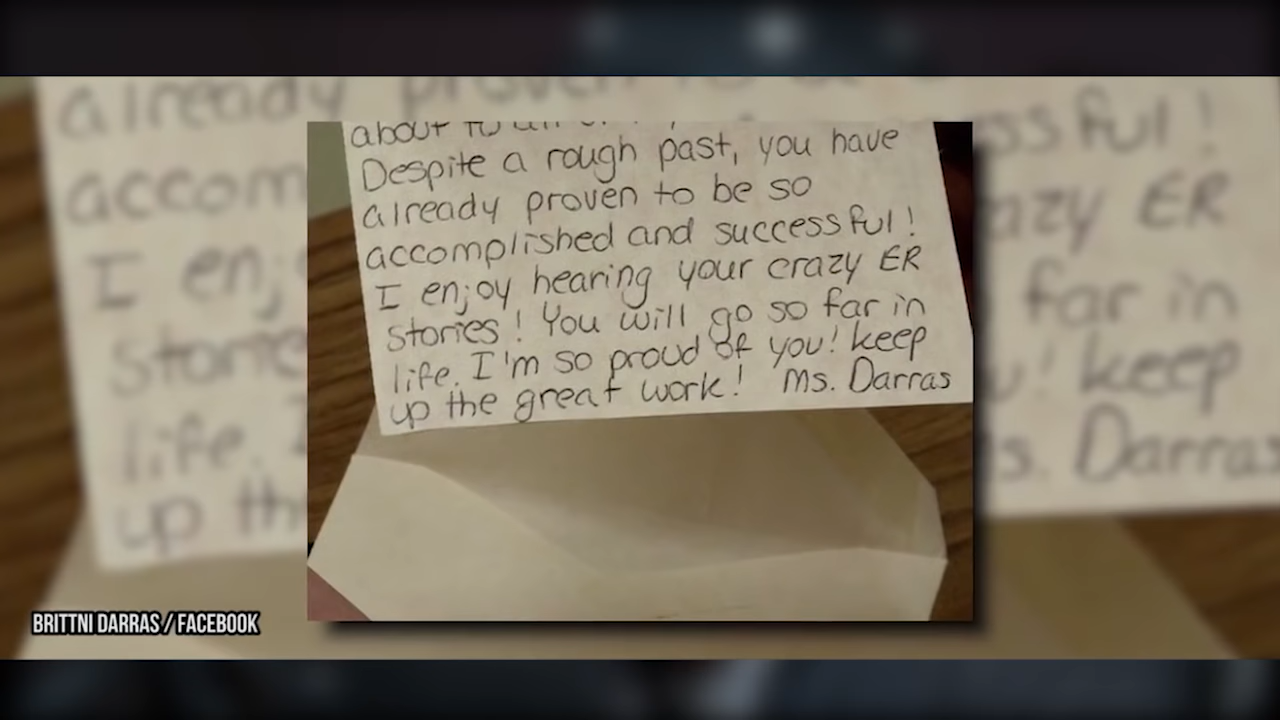 about to
Despite a rough past, you have
already proven to be so
accomplished and successful!
I enjoy hearing your crazy ER
stories! You will go so far in
life. I'm so proud of you! keep
up the great work! Ms. Darras
BRITTNI DARRAS / FACEBOOK